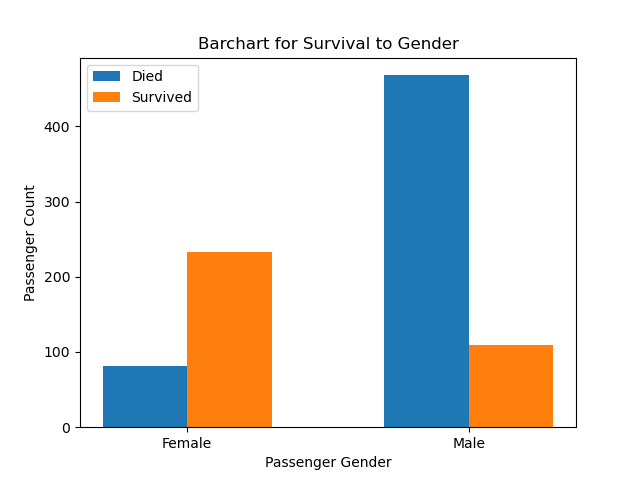 Barchart for Survival to Gender
Died
Survived
400
300
200
100
0
Passenger Count
Female
Male
Passenger Gender